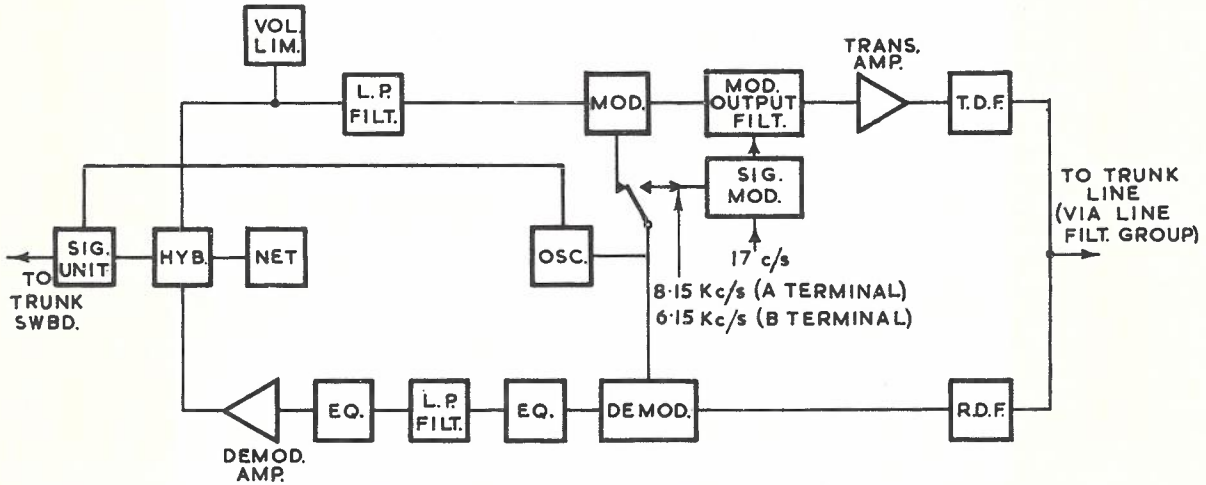 VOL.
LIM.
L.P.
FILT.
MOD.
MOD.
OUTPUT
FILT.
TRANS.
AMP.
T.D.F.
SIG.
MOD.
TO TRUNK
LINE
(VIA LINE
FILT. GROUP)
SIG.
UNIT
HYB.
NET
OSC.
17 c/s
TO
TRUNK
SWBD.
8·15 Kc/s (A TERMINAL)
6·15 Kc/s (B TERMINAL)
DEMOD.
AMP.
EQ.
L.P.
FILT.
EQ.
DEMOD.
R.D.F.